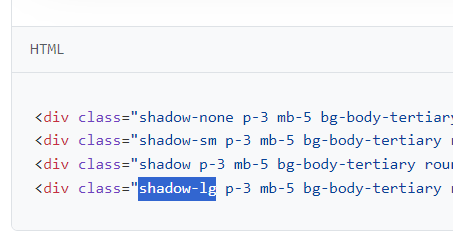 HTML
<div class="shadow-none p-3 mb-5 bg-body-tertiary
<div class="shadow-sm p-3 mb-5 bg-body-tertiary
<div class="shadow p-3 mb-5 bg-body-tertiary roun
<div class="shadow-lg p-3 mb-5 bg-body-tertiary